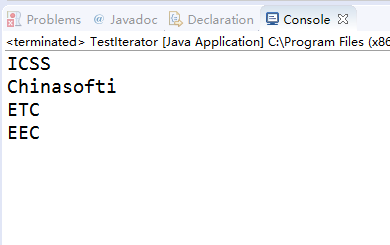 Problems @ Javadoc Declaration Console
<terminated> TestIterator [Java Application] C:\Program Files (x86
ICSS
Chinasofti
ETC
EEC